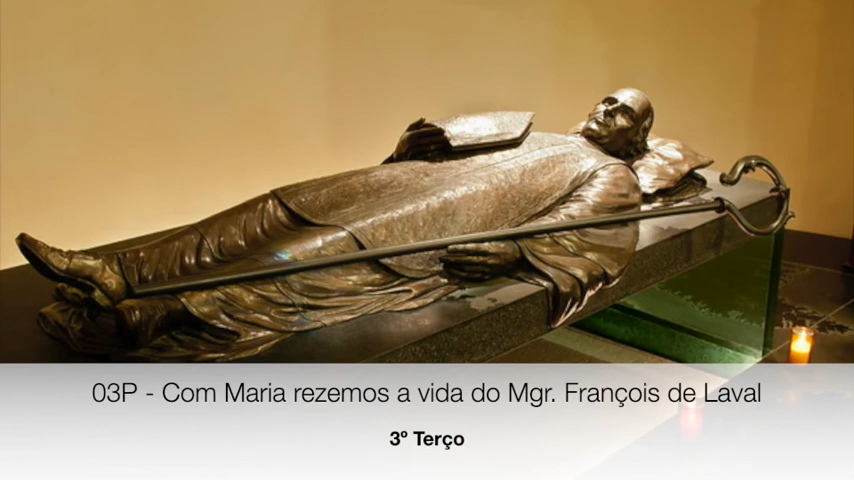 03P - Com Maria rezemos a vida do Mgr. François de Laval
3º Terço